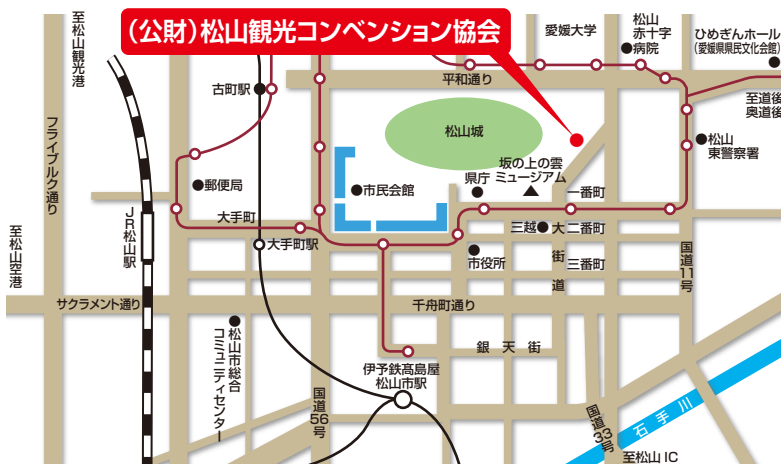 (公財)松山観光コンベンション協会
至松山観光港
愛媛大学
松山
赤十字
病院
ひめぎんホール
(愛媛県県民文化会館)
平和通り
古町駅
至道後
奥道後
フライブルク通り
松山城
松山
東警察署
坂の上の雲
ミュージアム
県庁
郵便局
市民会館
一番町
大手町
三越
二番町
大街道
JR松山駅
大手町駅
市役所
三番町
国道11号
至松山空港
サクラメント通り
千舟町通り
松山市総合
コミュニティセンター
銀天街
伊予鉄髙島屋
松山市駅
国道56号
国道33号
石手川
至松山 IC